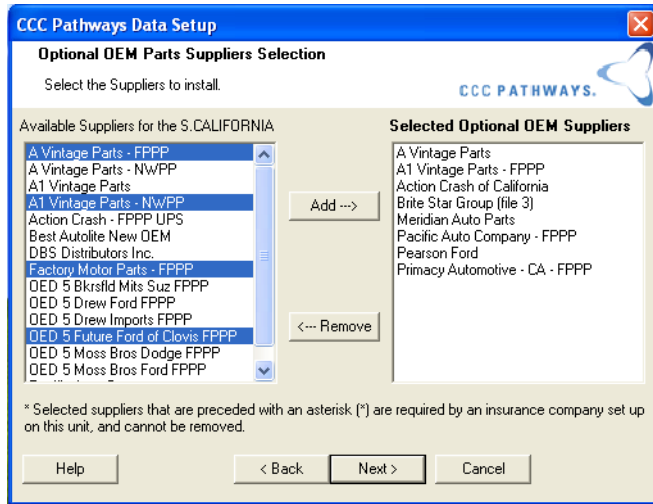 CCC Pathways Data Setup
Optional OEM Parts Suppliers Selection
Select the Suppliers to install.
CCC PATHWAYS.
Available Suppliers for the S.CALIFORNIA
A Vintage Parts - FPPP
A Vintage Parts - NWPP
A1 Vintage Parts
A1 Vintage Parts - NWPP
Action Crash - FPPP UPS
Best Autolite New OEM
DBS Distributors Inc.
Factory Motor Parts - FPPP
OED 5 Bkrsfld Mits Suz FPPP
OED 5 Drew Ford FPPP
OED 5 Drew Imports FPPP
OED 5 Future Ford of Clovis FPPP
OED 5 Moss Bros Dodge FPPP
OED 5 Moss Bros Ford FPPP
Add --->
<--- Remove
Selected Optional OEM Suppliers
A Vintage Parts
A1 Vintage Parts - FPPP
Action Crash of California
Brite Star Group (file 3)
Meridian Auto Parts
Pacific Auto Company - FPPP
Pearson Ford
Primacy Automotive - CA - FPPP
* Selected suppliers that are preceded with an asterisk (*) are required by an insurance company set up
on this unit, and cannot be removed.
Help
< Back
Next >
Cancel